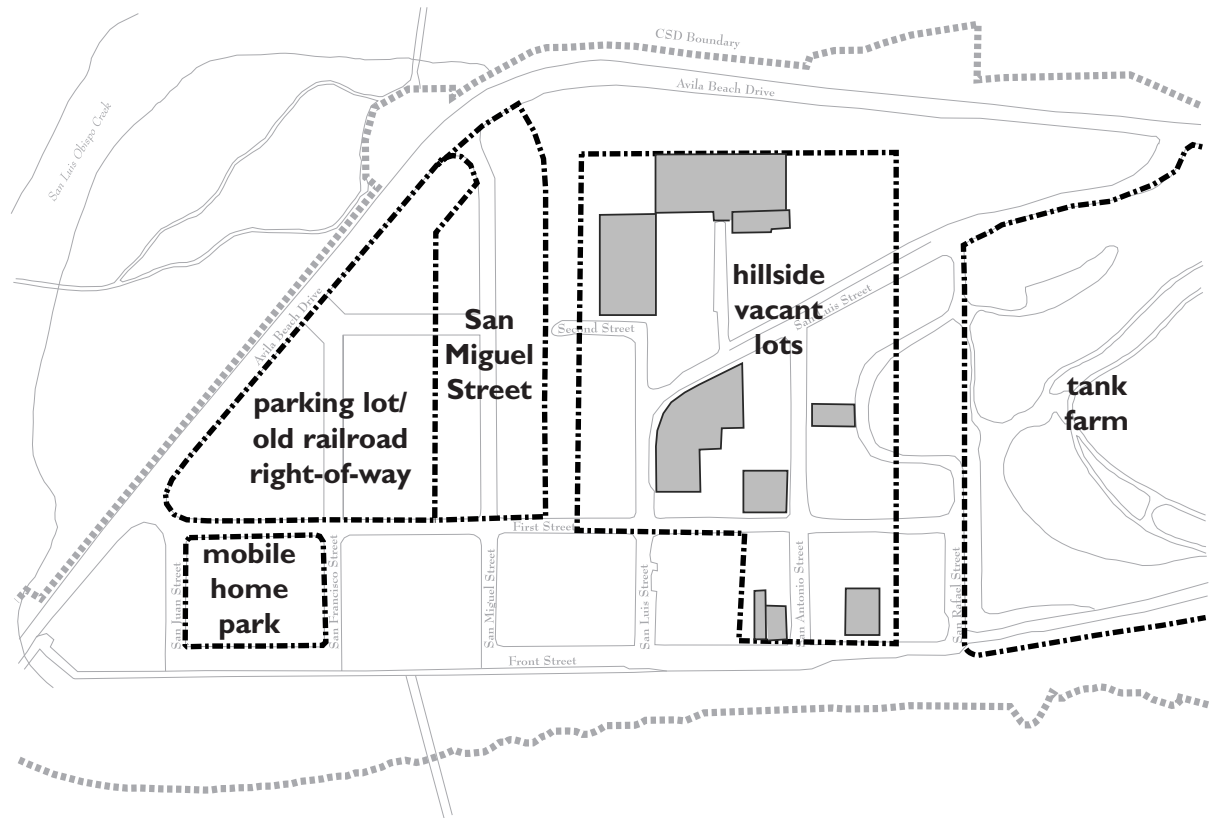 CSD Boundary
Avila Beach Drive
San Luis Obispo Creek
Avila Beach Drive
hillside
vacant
lots
San Luis Street
Second Street
San
Miguel
Street
parking lot/
old railroad
right-of-way
tank
farm
First Street
mobile
home
park
San Juan Street
San Francisco Street
San Miguel Street
San Luis Street
San Antonio Street
San Rafael Street
Front Street